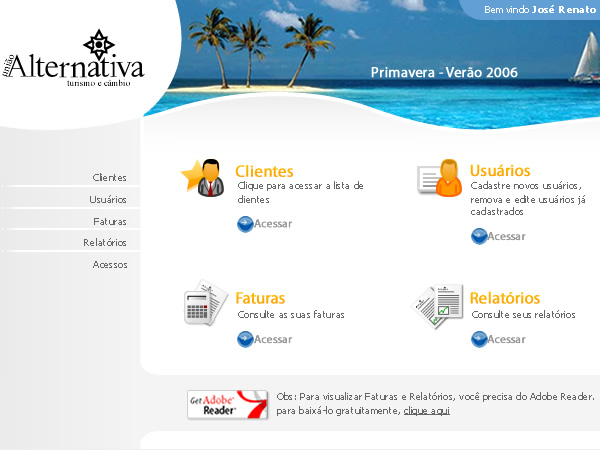 Bem vindo José Renato
União
Alternativa
turismo e câmbio
Primavera - Verão 2006
Clientes
Usuários
Faturas
Relatórios
Acessos
Clientes
Clique para acessar a lista de
clientes
Acessar
Usuários
Cadastre novos usuários,
remova e edite usuários já
cadastrados
Acessar
Faturas
Consulte as suas faturas
Acessar
Relatórios
Consulte seus relatórios
Acessar
Get Adobe®
Reader®
Obs: Para visualizar Faturas e Relatórios, você precisa do Adobe Reader.
para baixá-lo gratuitamente, clique aqui